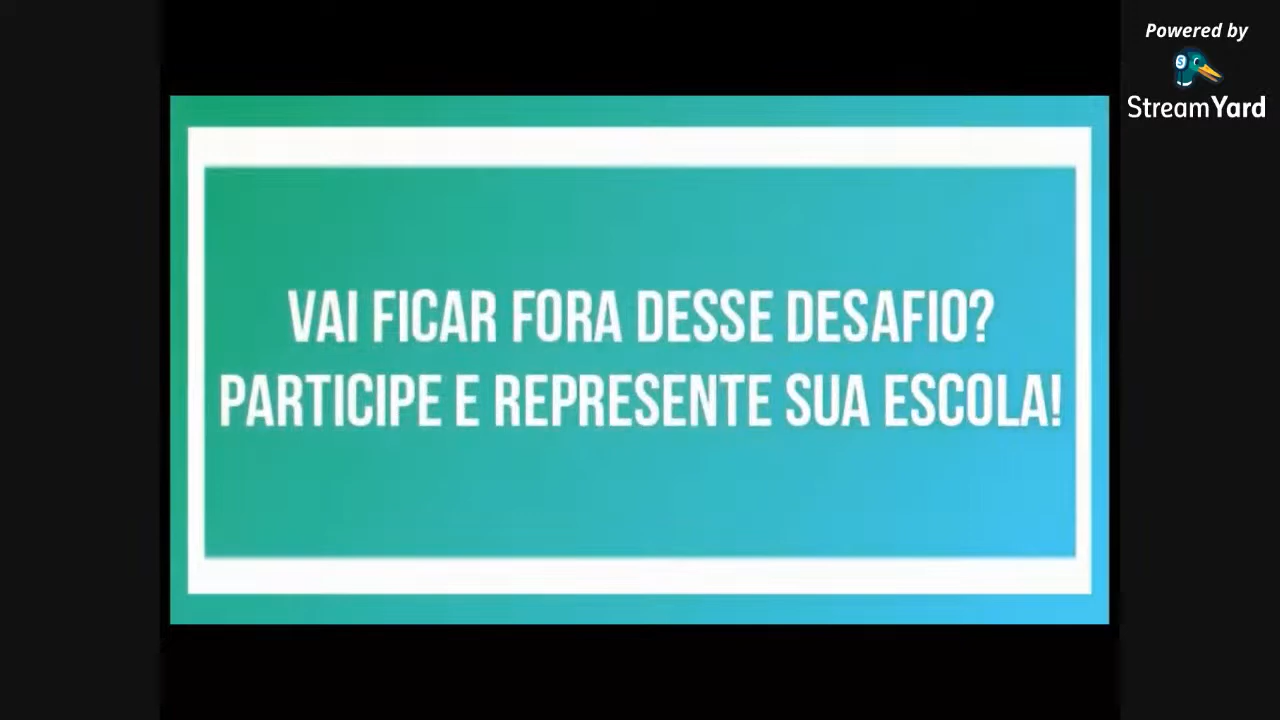 Powered by
StreamYard
VAI FICAR FORA DESSE DESAFIO?
PARTICIPE E REPRESENTE SUA ESCOLA!